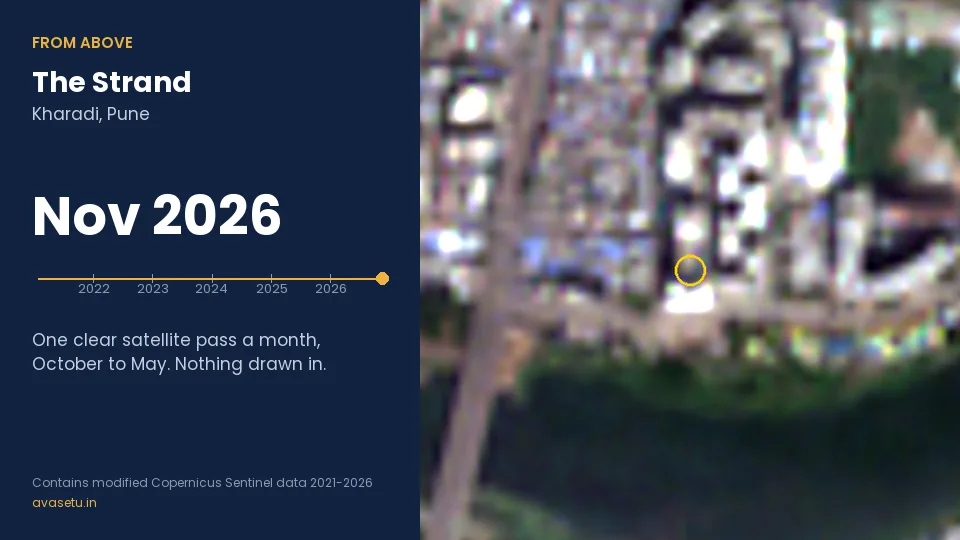 FROM ABOVE
The Strand
Kharadi, Pune
Nov 2026
2022 2023 2024 2025 2026
One clear satellite pass a month,
October to May. Nothing drawn in.
Contains modified Copernicus Sentinel data 2021-2026
avasetu.in